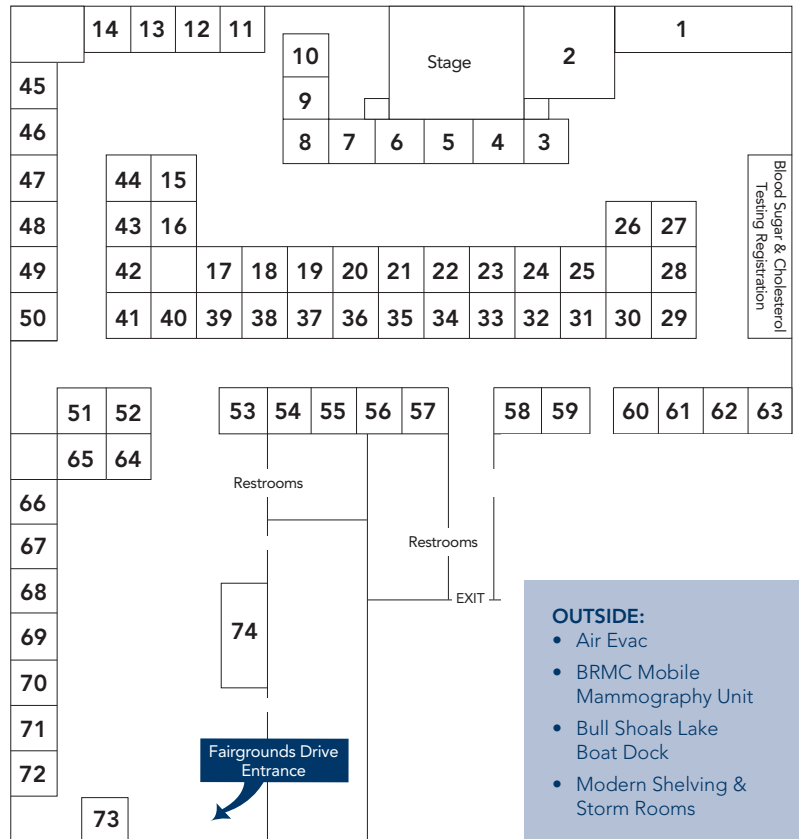 14 13 12 11
1
10
Stage
2
45
9
46
8 7 6 5 4 3
47
44 15
Blood Sugar & Cholesterol
Testing Registration
48
43 16
26 27
49
42
17 18 19 20 21 22 23 24 25
28
50
41 40 39 38 37 36 35 34 33 32 31 30 29
51 52
53 54 55 56 57
58 59
60 61 62 63
65 64
Restrooms
66
67
Restrooms
68
EXIT
74
69
70
71
72
73
Fairgrounds Drive
Entrance
OUTSIDE:
• Air Evac
• BRMC Mobile
Mammography Unit
• Bull Shoals Lake
Boat Dock
• Modern Shelving &
Storm Rooms